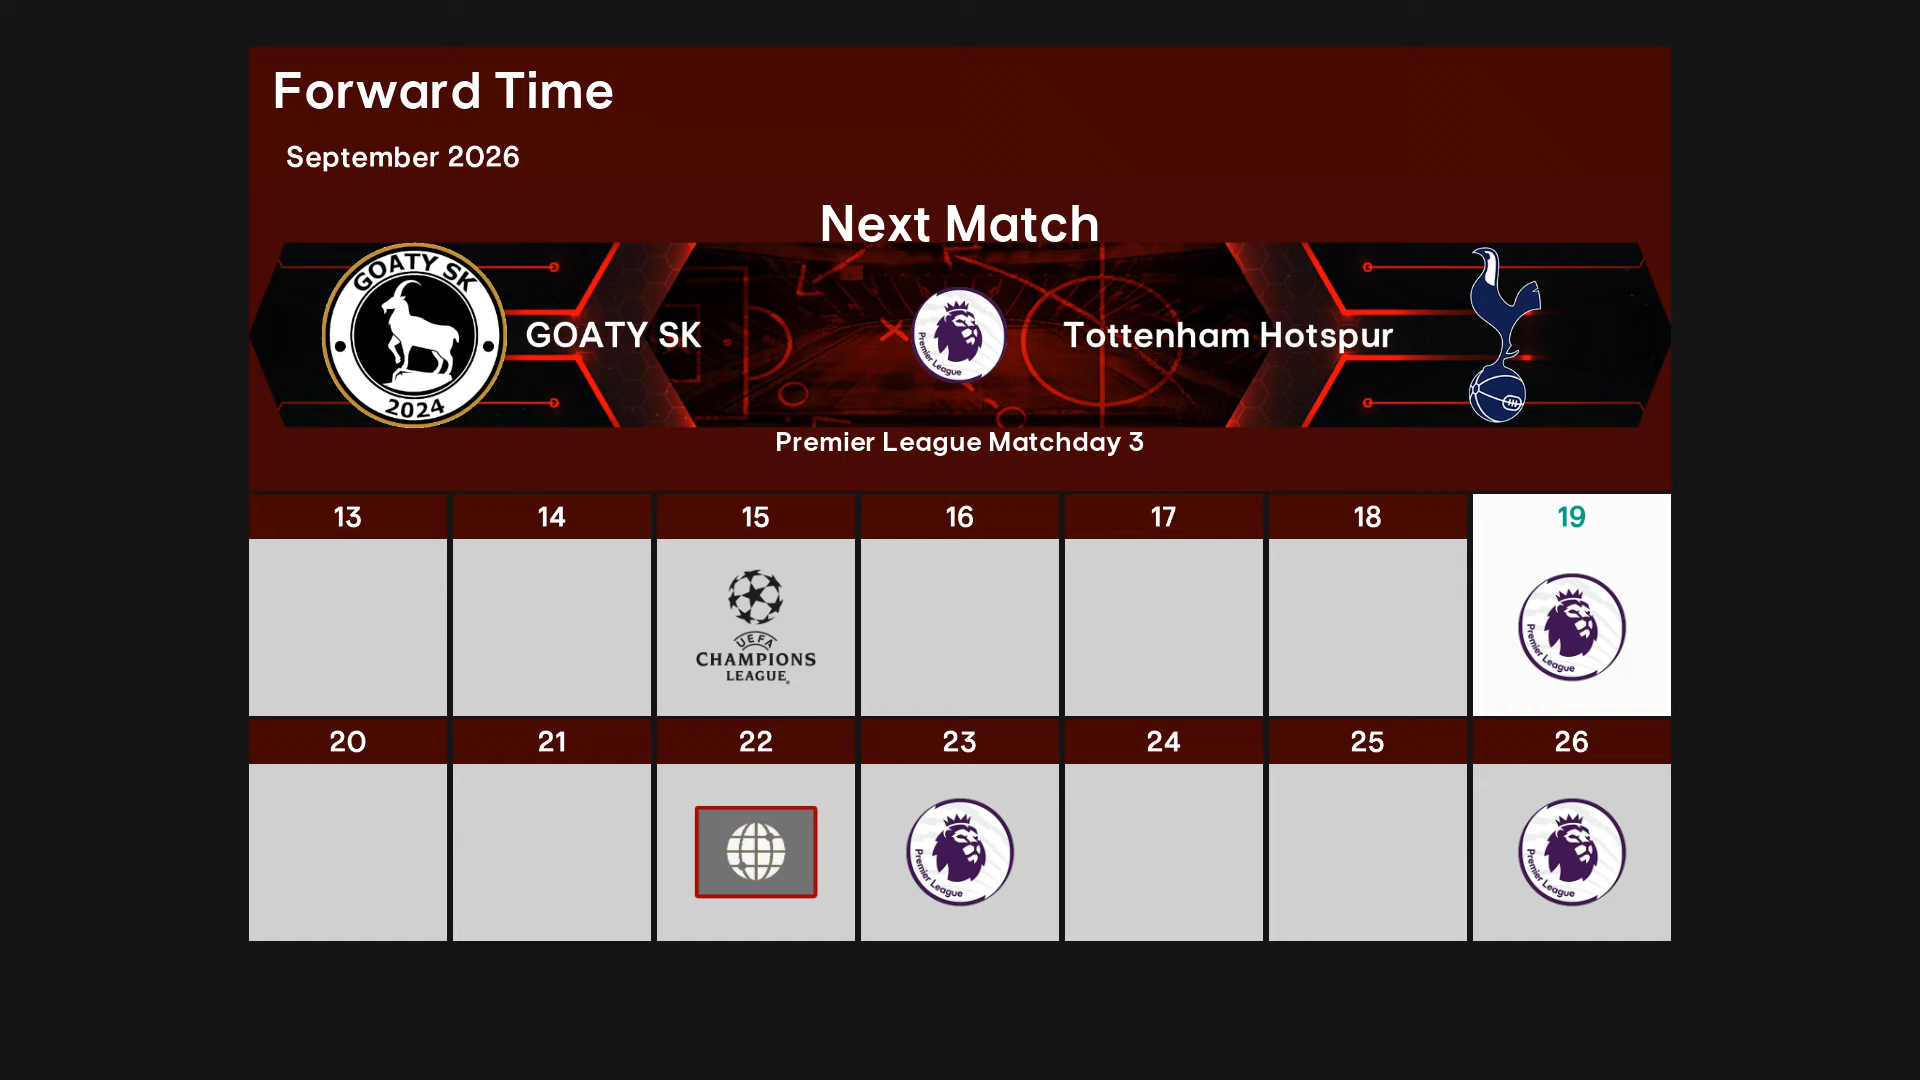 Forward Time
September 2026
Next Match
GOATY SK
2024
GOATY SK
Premier League
Tottenham Hotspur
Premier League Matchday 3
13 14 15 16 17 18 19
UEFA
CHAMPIONS
LEAGUE
Premier League
20 21 22 23 24 25 26
Premier League
Premier League